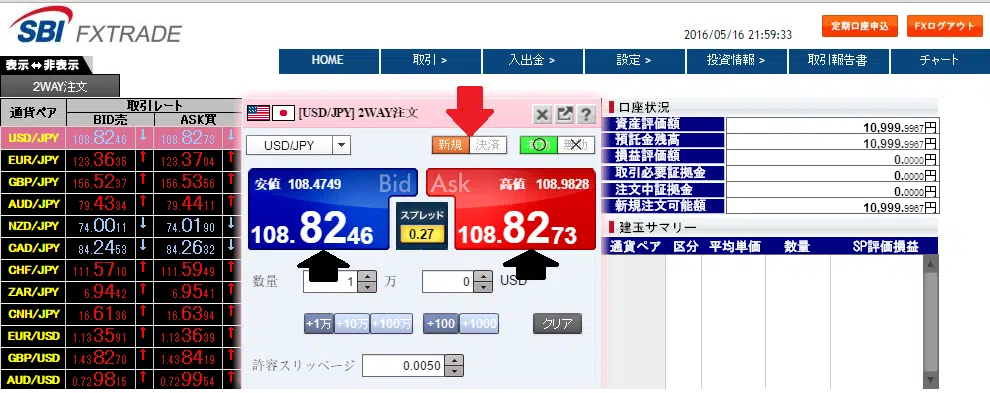 SBI FXTRADE
2016/05/16 21:59:33
定期口座申込
FXログアウト
HOME 取引 > 入出金 > 設定 > 投資情報 > 取引報告書 チャート
表示⇔非表示
2WAY注文
通貨ペア 取引レート
BID売 ASK買
USD/JPY 108.8246 ↓ 108.8273 ↓
EUR/JPY 123.3635 ↑ 123.3704 ↑
GBP/JPY 156.5237 ↑ 156.5356 ↑
AUD/JPY 79.4334 ↑ 79.4411 ↑
NZD/JPY 74.0011 ↓ 74.0190 ↓
CAD/JPY 84.2453 ↓ 84.2632 ↓
CHF/JPY 111.5710 ↑ 111.5949 ↑
ZAR/JPY 6.9442 ↑ 6.9541 ↑
CNH/JPY 16.6136 ↑ 16.6394 ↑
EUR/USD 1.133591 ↑ 1.133639 ↑
GBP/USD 1.438270 ↑ 1.438419 ↑
AUD/USD 0.729815 ↑ 0.729954 ↑
[USD/JPY] 2WAY注文
USD/JPY 新規 決済 有効 無効
安値 108.4749 Bid Ask 高値 108.9828
108.8246 スプレッド 0.27 108.8273
数量 1 万 0 USD
+1万 +10万 +100万 +100 +1000 クリア
許容スリッページ 0.0050
口座状況
資産評価額 10,999.9967円
預託金残高 10,999.9967円
損益評価額 0.0000円
取引必要証拠金 0.0000円
注文中証拠金 0.0000円
新規注文可能額 10,999.9967円
建玉サマリー
通貨ペア 区分 平均単価 数量 SP評価損益